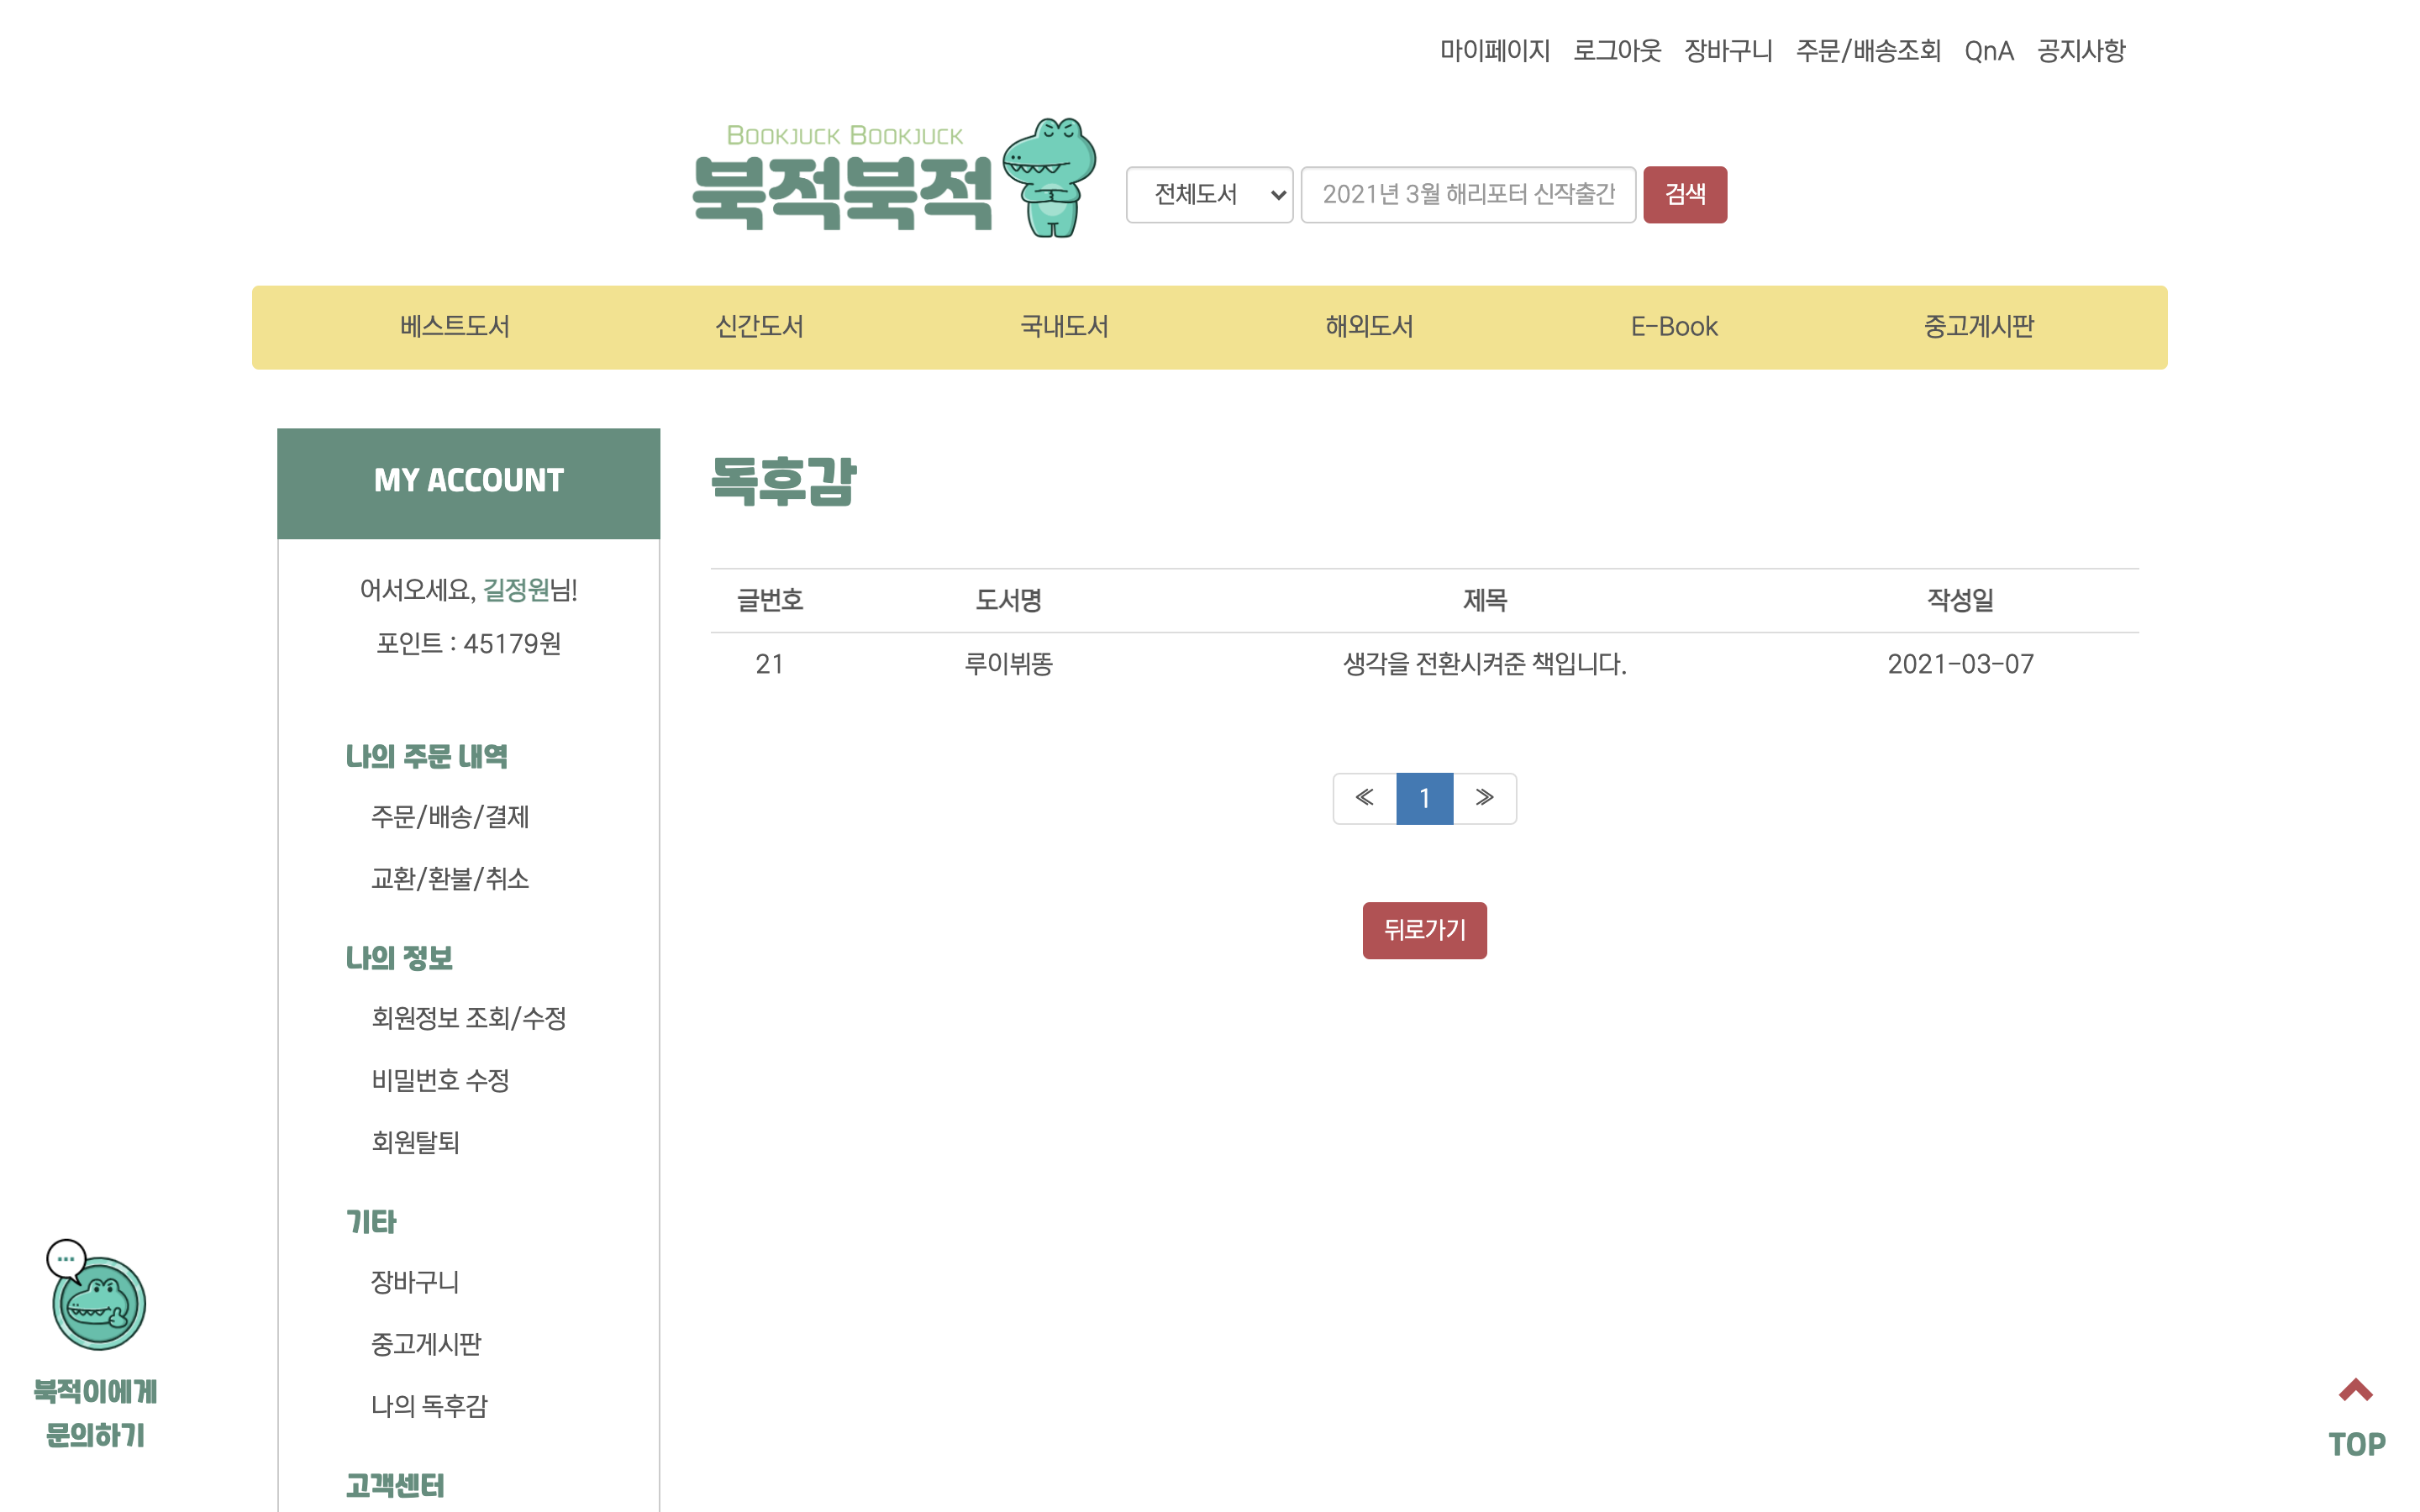 마이페이지 로그아웃 장바구니 주문/배송조회 QnA 공지사항
BOOKJUCK BOOKJUCK
북적북적
전체도서 2021년 3월 해리포터 신작출간 검색
베스트도서 신간도서 국내도서 해외도서 E-Book 중고게시판
MY ACCOUNT
어서오세요, 길정원님!
포인트 : 45179원
나의 주문 내역
주문/배송/결제
교환/환불/취소
나의 정보
회원정보 조회/수정
비밀번호 수정
회원탈퇴
기타
장바구니
중고게시판
나의 독후감
고객센터
독후감
글번호 도서명 제목 작성일
21 루이뷔똥 생각을 전환시켜준 책입니다. 2021-03-07
≪ 1 ≫
뒤로가기
북적이에게
문의하기
TOP